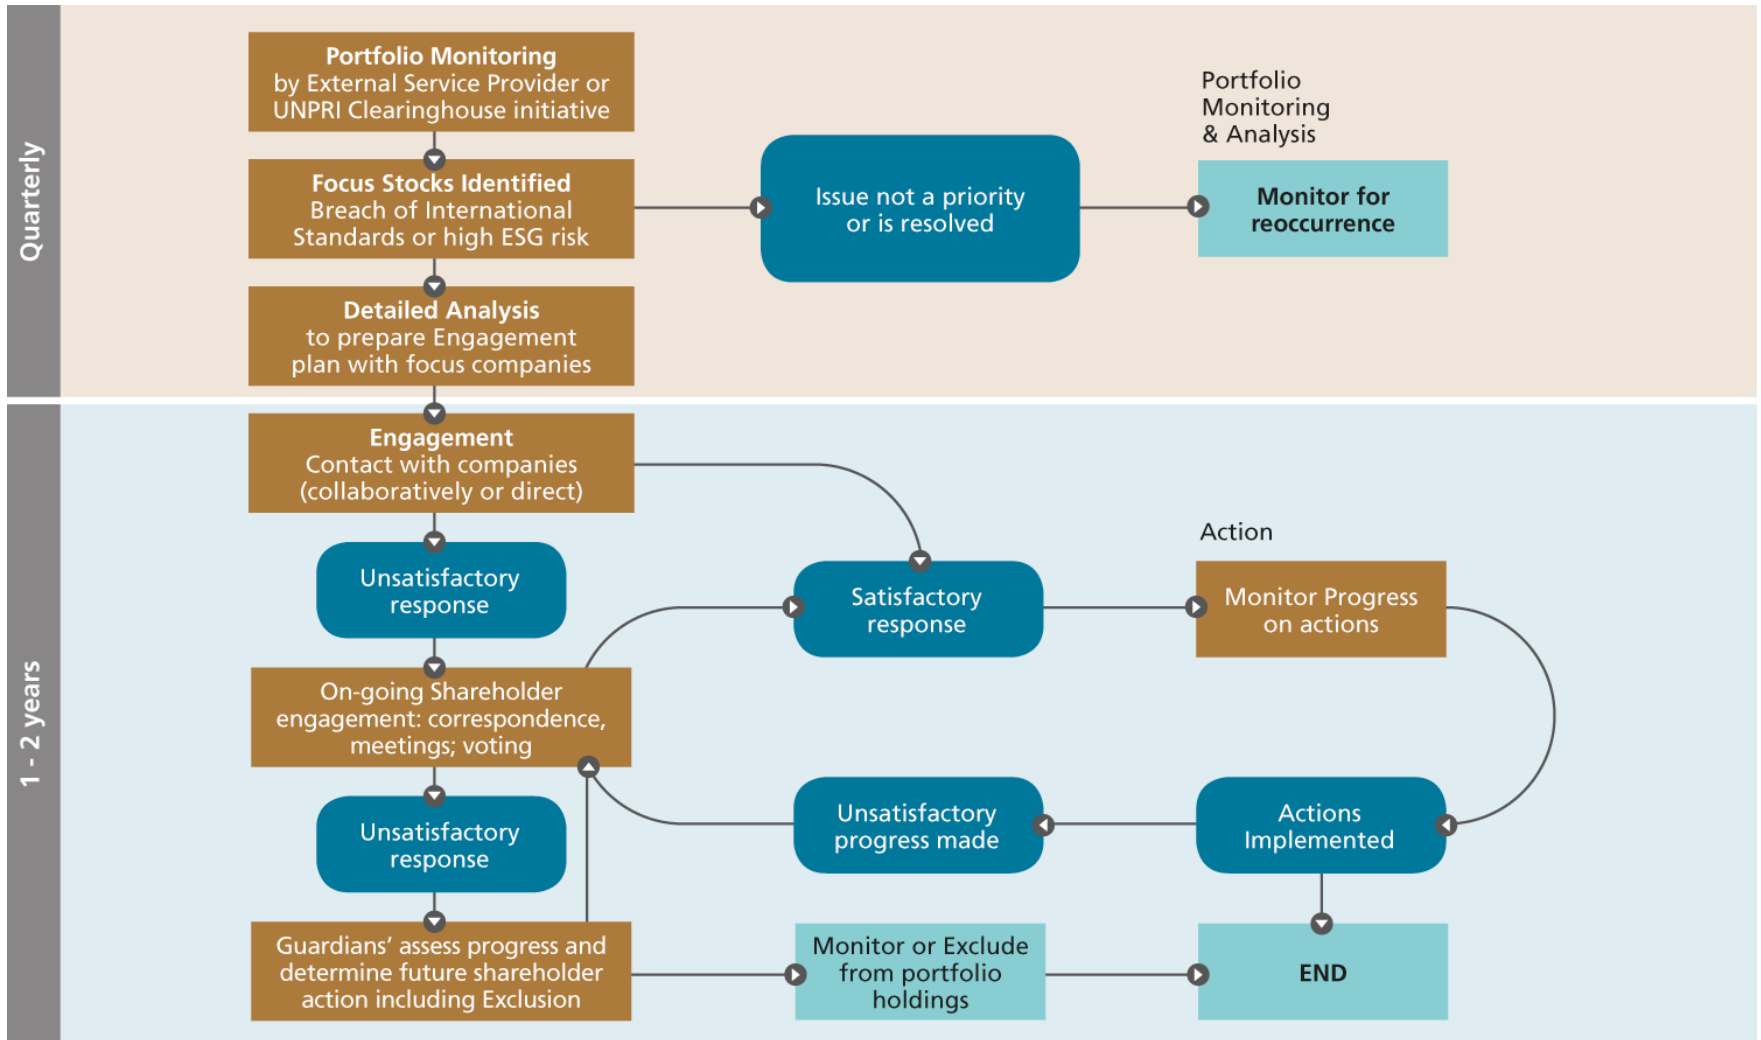 Quarterly
Portfolio Monitoring
by External Service Provider or
UNPRI Clearinghouse initiative
Focus Stocks Identified
Breach of International
Standards or high ESG risk
Issue not a priority
or is resolved
Portfolio
Monitoring
& Analysis
Monitor for
reoccurrence
Detailed Analysis
to prepare Engagement
plan with focus companies
1 - 2 years
Engagement
Contact with companies
(collaboratively or direct)
Unsatisfactory
response
Satisfactory
response
Action
Monitor Progress
on actions
On-going Shareholder
engagement: correspondence,
meetings; voting
Unsatisfactory
response
Unsatisfactory
progress made
Actions
Implemented
Guardians’ assess progress and
determine future shareholder
action including Exclusion
Monitor or Exclude
from portfolio
holdings
END